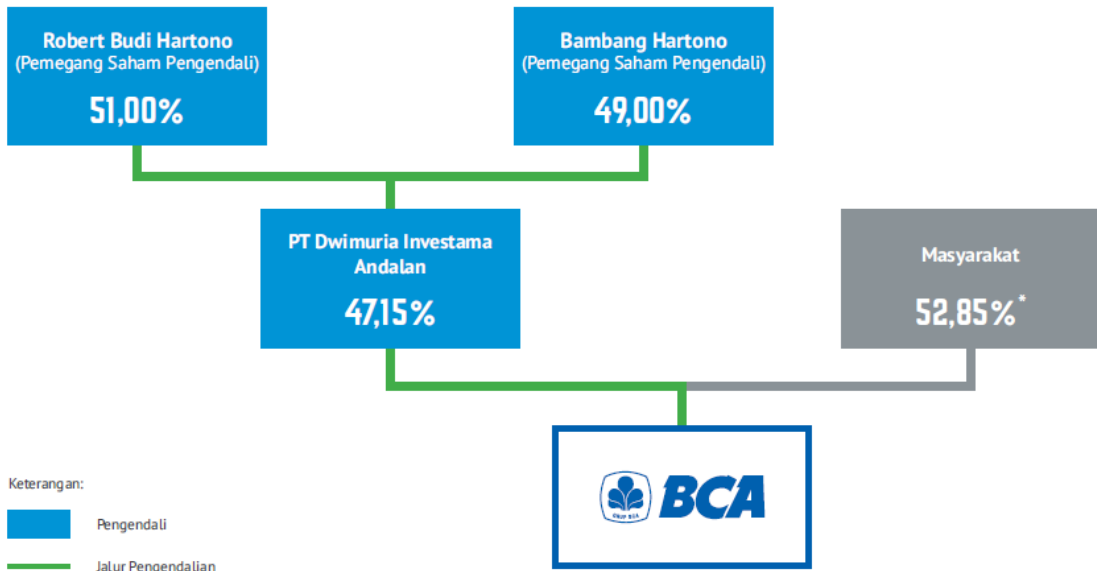 Robert Budi Hartono
(Pemegang Saham Pengendali)
51,00%
Bambang Hartono
(Pemegang Saham Pengendali)
49,00%
PT Dwimuria Investama
Andalan
47,15%
Masyarakat
52,85%*
BCA
Keterangan:
Pengendali
Jalur Pengendalian